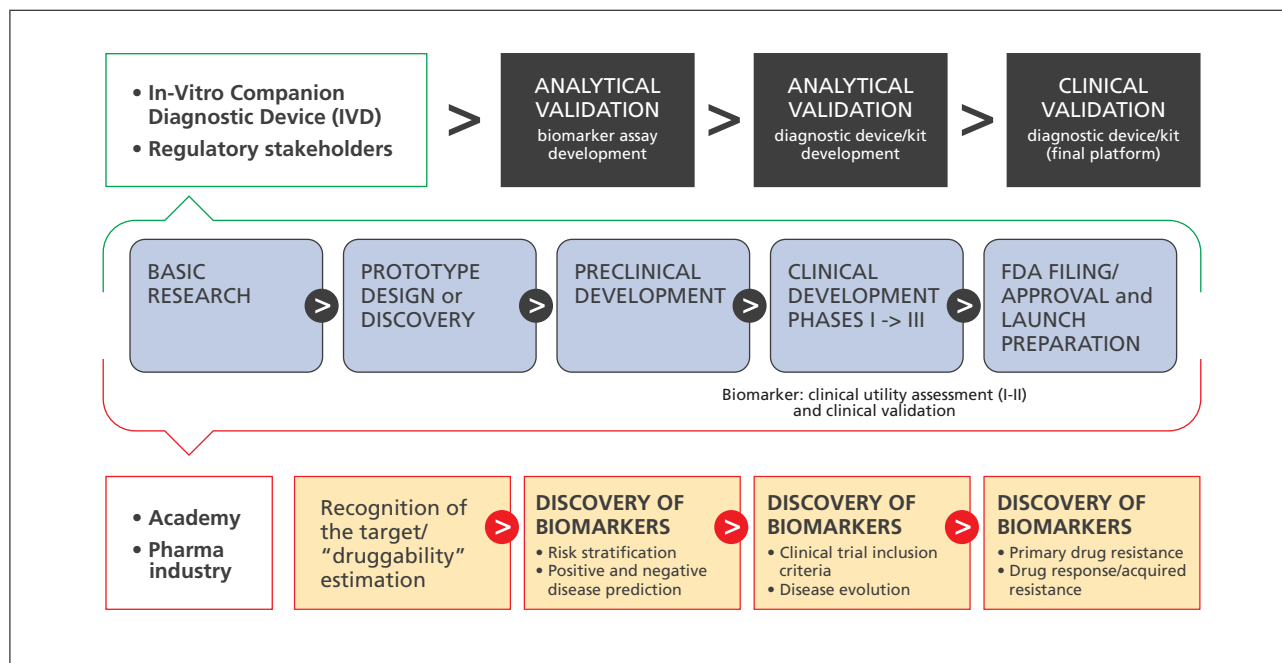 • In-Vitro Companion
Diagnostic Device (IVD)
• Regulatory stakeholders
>
ANALYTICAL
VALIDATION
biomarker assay
development
>
ANALYTICAL
VALIDATION
diagnostic device/kit
development
>
CLINICAL
VALIDATION
diagnostic device/kit
(final platform)
BASIC
RESEARCH
>
PROTOTYPE
DESIGN or
DISCOVERY
>
PRECLINICAL
DEVELOPMENT
>
CLINICAL
DEVELOPMENT
PHASES I -> III
>
FDA FILING/
APPROVAL and
LAUNCH
PREPARATION
Biomarker: clinical utility assessment (I-II)
and clinical validation
• Academy
• Pharma
industry
Recognition of
the target/
“druggability”
estimation
>
DISCOVERY OF
BIOMARKERS
• Risk stratification
• Positive and negative
disease prediction
>
DISCOVERY OF
BIOMARKERS
• Clinical trial inclusion
criteria
• Disease evolution
>
DISCOVERY OF
BIOMARKERS
• Primary drug resistance
• Drug response/acquired
resistance